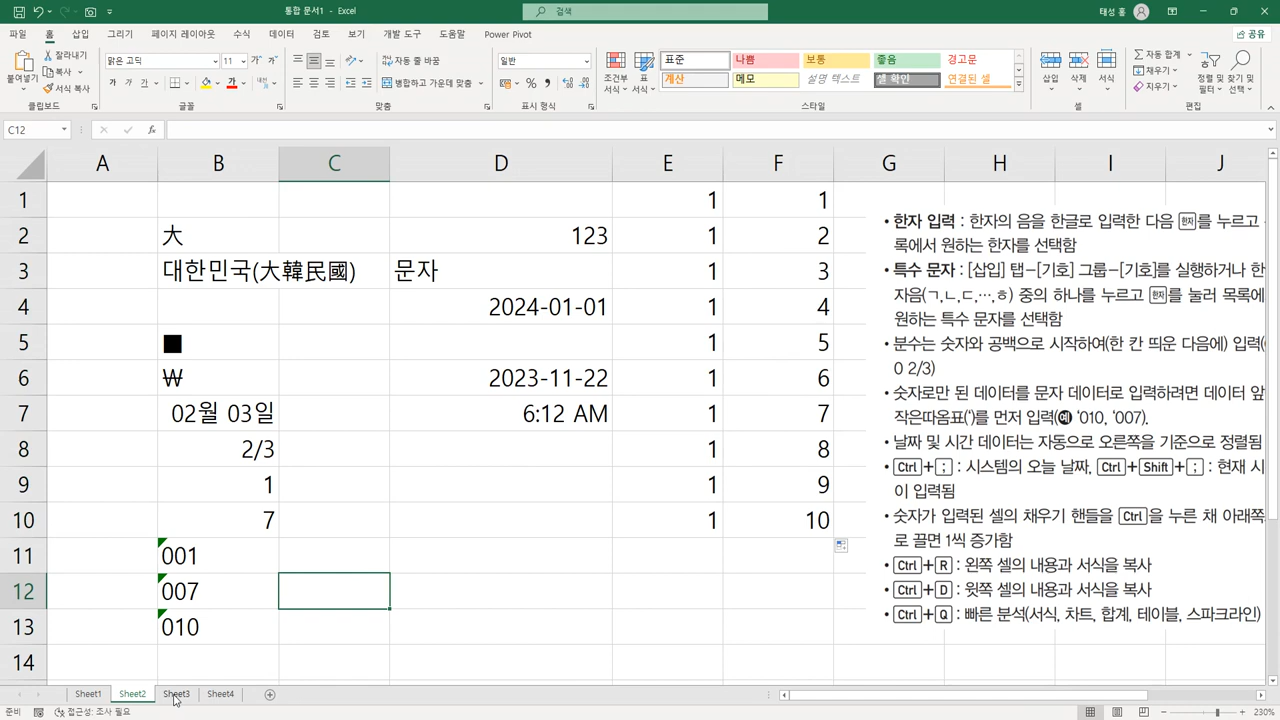 통합 문서1 - Excel
검색
태성 홍
파일 홈 삽입 그리기 페이지 레이아웃 수식 데이터 검토 보기 개발 도구 도움말 Power Pivot
공유
붙여넣기
잘라내기
복사
서식 복사
클립보드
맑은 고딕 11
가 가 가
글꼴
자동 줄 바꿈
병합하고 가운데 맞춤
맞춤
일반
표시 형식
조건부 서식
표 서식
표준 나쁨 보통 좋음 경고문
계산 메모 설명 텍스트 셀 확인 연결된 셀
스타일
삽입 삭제 서식
셀
자동 합계
채우기
지우기
정렬 및 필터
찾기 및 선택
편집
C12
fx
A B C D E F G H I J
1 1 1
2 大 123 1 2
3 대한민국(大韓民國) 문자 1 3
4 2024-01-01 1 4
5 ■ 1 5
6 ₩ 2023-11-22 1 6
7 02월 03일 6:12 AM 1 7
8 2/3 1 8
9 1 1 9
10 7 1 10
11 001
12 007
13 010
14
• 한자 입력 : 한자의 음을 한글로 입력한 다음 한자를 누르고
록에서 원하는 한자를 선택함
• 특수 문자 : [삽입] 탭-[기호] 그룹-[기호]를 실행하거나 한
자음(ㄱ,ㄴ,ㄷ,…,ㅎ) 중의 하나를 누르고 한자를 눌러 목록에
원하는 특수 문자를 선택함
• 분수는 숫자와 공백으로 시작하여(한 칸 띄운 다음에) 입력(
0 2/3)
• 숫자로만 된 데이터를 문자 데이터로 입력하려면 데이터 앞
작은따옴표(‘)를 먼저 입력(예 ‘010, ‘007).
• 날짜 및 시간 데이터는 자동으로 오른쪽을 기준으로 정렬됨
• Ctrl+; : 시스템의 오늘 날짜, Ctrl+Shift+; : 현재 시
이 입력됨
• 숫자가 입력된 셀의 채우기 핸들을 Ctrl을 누른 채 아래쪽
로 끌면 1씩 증가함
• Ctrl+R : 왼쪽 셀의 내용과 서식을 복사
• Ctrl+D : 윗쪽 셀의 내용과 서식을 복사
• Ctrl+Q : 빠른 분석(서식, 차트, 합계, 테이블, 스파크라인)
Sheet1 Sheet2 Sheet3 Sheet4
준비 접근성: 조사 필요
230%